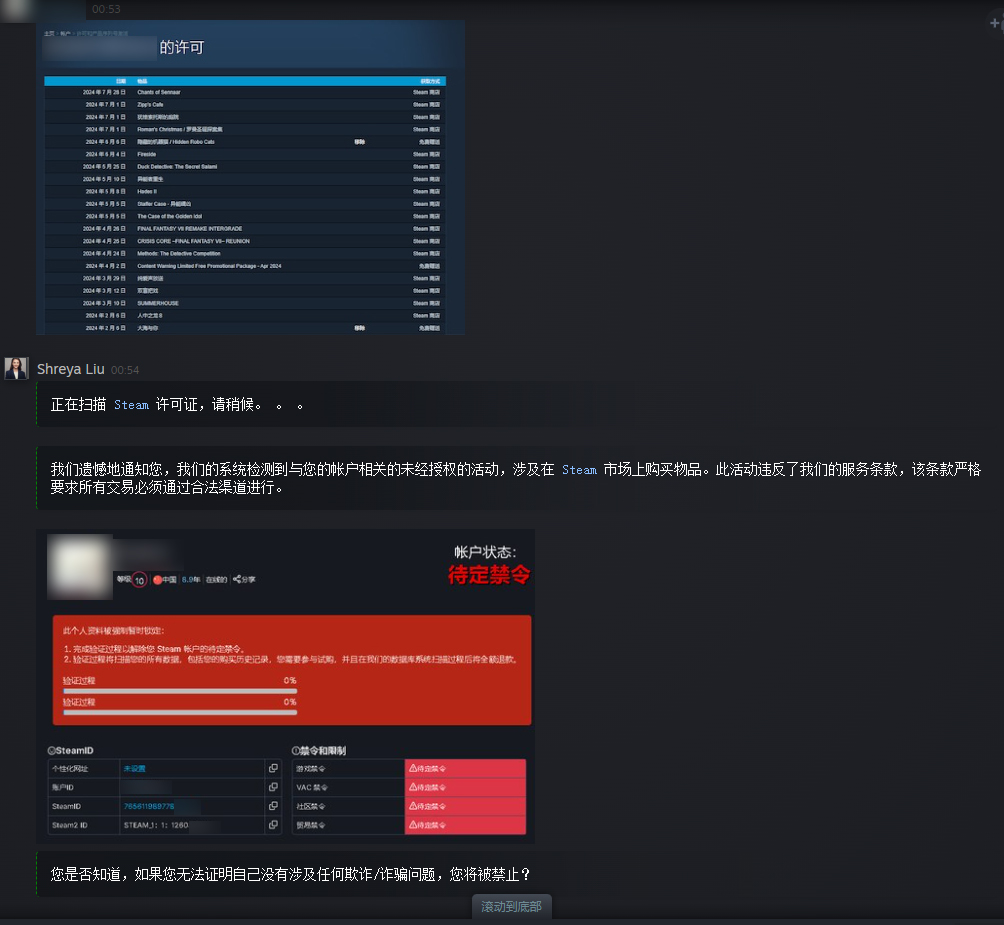 00:53
主页 > 帐户 >
的许可
日期 物品 获取方式
2024 年 7 月 26 日 Chants of Sennaar Steam 商店
2024 年 7 月 1 日 Zipp's Cafe Steam 商店
2024 年 7 月 1 日 Steam 商店
2024 年 7 月 1 日 Roman's Christmas / 罗曼圣诞探案集 Steam 商店
2024 年 6 月 6 日 隐藏的机器猫 / Hidden Robo Cats 移除 免费赠送
2024 年 6 月 4 日 Fireside Steam 商店
2024 年 5 月 25 日 Duck Detective: The Secret Salami Steam 商店
2024 年 5 月 10 日 Steam 商店
2024 年 5 月 8 日 Hades II Steam 商店
2024 年 5 月 5 日 Staffer Case - Steam 商店
2024 年 5 月 5 日 The Case of the Golden Idol Steam 商店
2024 年 4 月 26 日 FINAL FANTASY VII REMAKE INTERGRADE Steam 商店
2024 年 4 月 26 日 CRISIS CORE –FINAL FANTASY VII– REUNION Steam 商店
2024 年 4 月 24 日 Methods: The Detective Competition Steam 商店
2024 年 4 月 2 日 Content Warning Limited Free Promotional Package - Apr 2024 免费赠送
2024 年 3 月 29 日 Steam 商店
2024 年 3 月 12 日 Steam 商店
2024 年 3 月 10 日 SUMMERHOUSE Steam 商店
2024 年 2 月 6 日 人中之龙 8 Steam 商店
2024 年 2 月 6 日 大海与你 移除 免费赠送
Shreya Liu 00:54
正在扫描 Steam 许可证，请稍候。 。 。
我们遗憾地通知您，我们的系统检测到与您的帐户相关的未经授权的活动，涉及在 Steam 市场上购买物品。此活动违反了我们的服务条款，该条款严格
要求所有交易必须通过合法渠道进行。
帐户状态：
待定禁令
等级 10 中国 6.9年 在线的 分享
此个人资料被强制暂时锁定：
1. 完成验证过程以解除您 Steam 帐户的待定禁令。
2. 验证过程将扫描您的所有数据，包括您的购买历史记录，您需要参与试购，并且在我们的数据库系统扫描过程后将全额退款。
验证过程 0%
验证过程 0%
SteamID 禁令和限制
个性化网址 未设置 游戏禁令 待定禁令
账户ID VAC 禁令 待定禁令
SteamID 765611989778 社区禁令 待定禁令
Steam2 ID STEAM_1: 1: 1260 贸易禁令 待定禁令
您是否知道，如果您无法证明自己没有涉及任何欺诈/诈骗问题，您将被禁止？
滚动到底部